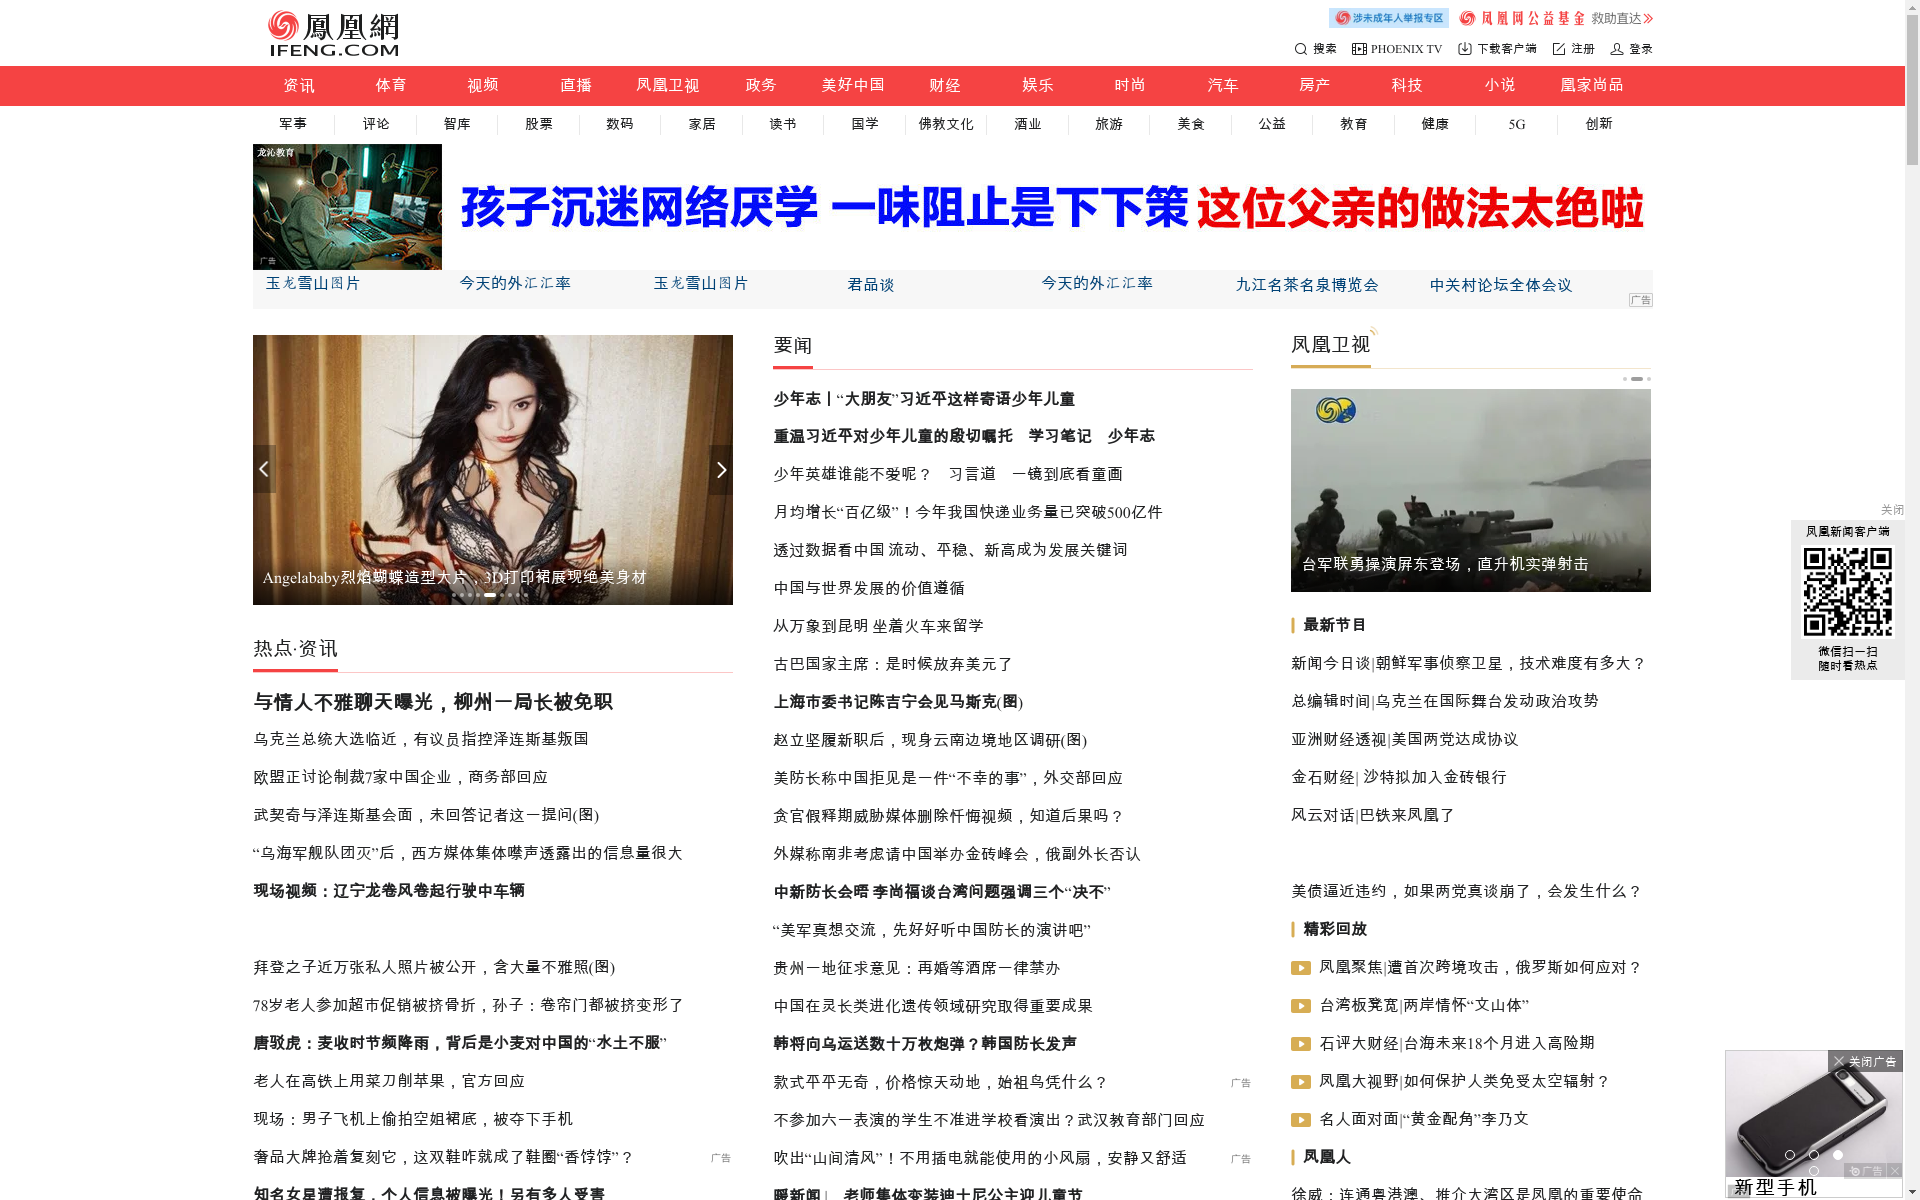 鳳凰網
IFENG.COM
涉未成年人举报专区
凤凰网公益基金 救助直达
搜索 PHOENIX TV 下载客户端 注册 登录
资讯 体育 视频 直播 凤凰卫视 政务 美好中国 财经 娱乐 时尚 汽车 房产 科技 小说 凰家尚品
军事 评论 智库 股票 数码 家居 读书 国学 佛教文化 酒业 旅游 美食 公益 教育 健康 5G 创新
龙沁教育
广告
孩子沉迷网络厌学 一味阻止是下下策 这位父亲的做法太绝啦
玉龙雪山图片 今天的外汇汇率 玉龙雪山图片 君品谈 今天的外汇汇率 九江名茶名泉博览会 中关村论坛全体会议
广告
Angelababy烈焰蝴蝶造型大片，3D打印裙展现绝美身材
热点·资讯
与情人不雅聊天曝光，柳州一局长被免职
乌克兰总统大选临近，有议员指控泽连斯基叛国
欧盟正讨论制裁7家中国企业，商务部回应
武契奇与泽连斯基会面，未回答记者这一提问(图)
“乌海军舰队团灭”后，西方媒体集体噤声透露出的信息量很大
现场视频：辽宁龙卷风卷起行驶中车辆
拜登之子近万张私人照片被公开，含大量不雅照(图)
78岁老人参加超市促销被挤骨折，孙子：卷帘门都被挤变形了
唐驳虎：麦收时节频降雨，背后是小麦对中国的“水土不服”
老人在高铁上用菜刀削苹果，官方回应
现场：男子飞机上偷拍空姐裙底，被夺下手机
奢品大牌抢着复刻它，这双鞋咋就成了鞋圈“香饽饽”？
广告
知名女星遭报复，个人信息被曝光！另有多人受害
要闻
少年志丨“大朋友”习近平这样寄语少年儿童
重温习近平对少年儿童的殷切嘱托 学习笔记 少年志
少年英雄谁能不爱呢？ 习言道 一镜到底看童画
月均增长“百亿级”！今年我国快递业务量已突破500亿件
透过数据看中国 流动、平稳、新高成为发展关键词
中国与世界发展的价值遵循
从万象到昆明 坐着火车来留学
古巴国家主席：是时候放弃美元了
上海市委书记陈吉宁会见马斯克(图)
赵立坚履新职后，现身云南边境地区调研(图)
美防长称中国拒见是一件“不幸的事”，外交部回应
贪官假释期威胁媒体删除忏悔视频，知道后果吗？
外媒称南非考虑请中国举办金砖峰会，俄副外长否认
中新防长会晤 李尚福谈台湾问题强调三个“决不”
“美军真想交流，先好好听中国防长的演讲吧”
贵州一地征求意见：再婚等酒席一律禁办
中国在灵长类进化遗传领域研究取得重要成果
韩将向乌运送数十万枚炮弹？韩国防长发声
款式平平无奇，价格惊天动地，始祖鸟凭什么？
广告
不参加六一表演的学生不准进学校看演出？武汉教育部门回应
吹出“山间清风”！不用插电就能使用的小风扇，安静又舒适
广告
暖新闻 | 老师集体变装迪士尼公主迎儿童节
凤凰卫视
台军联勇操演屏东登场，直升机实弹射击
最新节目
新闻今日谈|朝鲜军事侦察卫星，技术难度有多大？
总编辑时间|乌克兰在国际舞台发动政治攻势
亚洲财经透视|美国两党达成协议
金石财经| 沙特拟加入金砖银行
风云对话|巴铁来凤凰了
美债逼近违约，如果两党真谈崩了，会发生什么？
精彩回放
凤凰聚焦|遭首次跨境攻击，俄罗斯如何应对？
台湾板凳宽|两岸情怀“文山体”
石评大财经|台海未来18个月进入高险期
凤凰大视野|如何保护人类免受太空辐射？
名人面对面|“黄金配角”李乃文
凤凰人
徐威：连通粤港澳、推介大湾区是凤凰的重要使命
关闭
凤凰新闻客户端
微信扫一扫
随时看热点
关闭广告
广告
新型手机